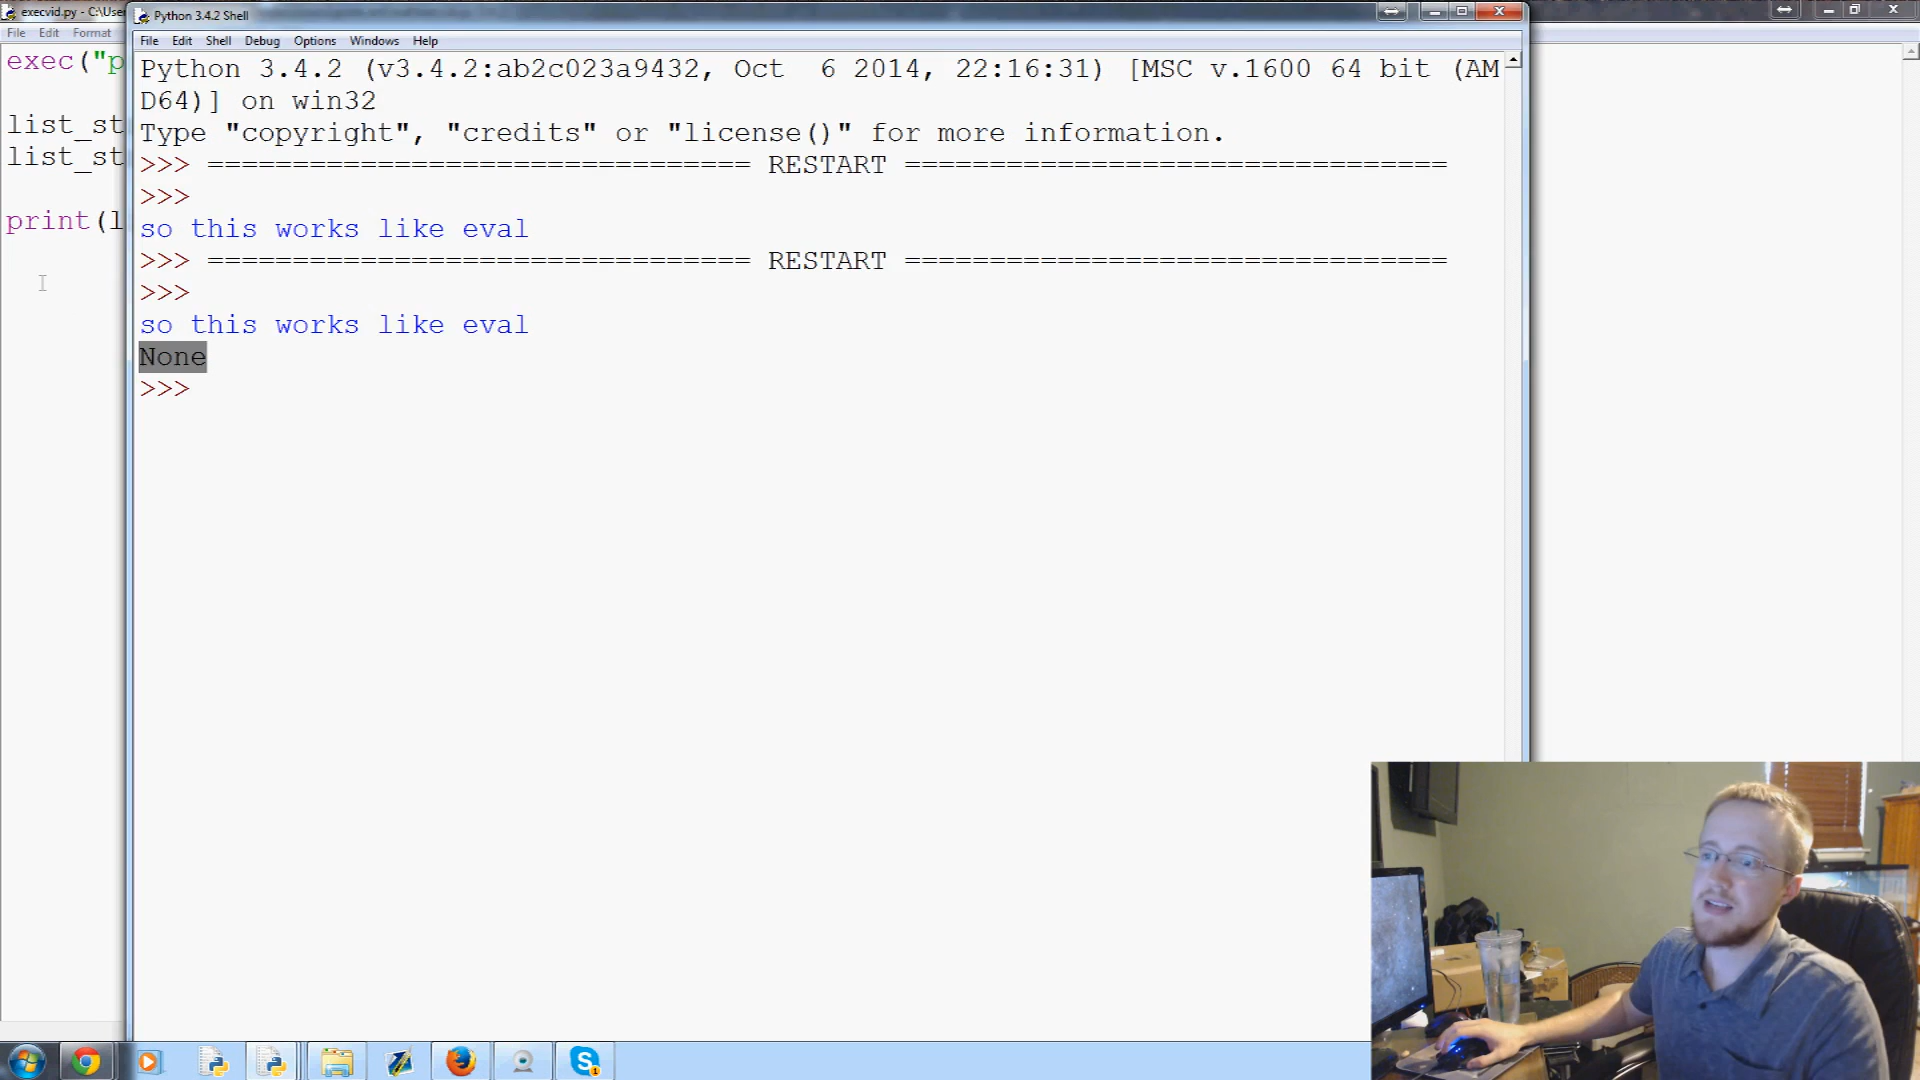 execvid.py - C:\User
Python 3.4.2 Shell
File Edit Format
File Edit Shell Debug Options Windows Help
exec("p
list_st
list_st
print(l
Python 3.4.2 (v3.4.2:ab2c023a9432, Oct  6 2014, 22:16:31) [MSC v.1600 64 bit (AM
D64)] on win32
Type "copyright", "credits" or "license()" for more information.
>>> ================================ RESTART ================================
>>>
so this works like eval
>>> ================================ RESTART ================================
>>>
so this works like eval
None
>>>